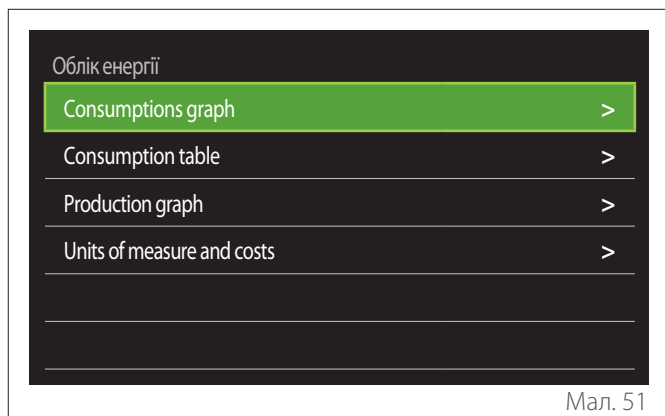 Облік енергії
Consumptions graph >
Consumption table >
Production graph >
Units of measure and costs >
Мал. 51